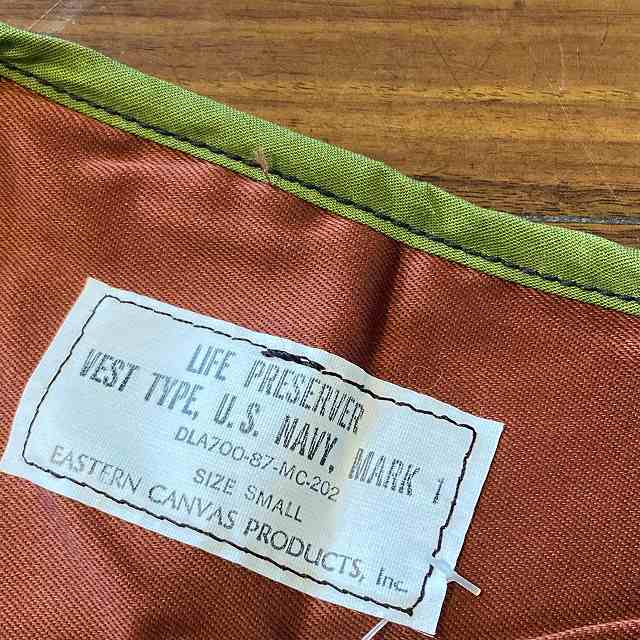 LIFE PRESERVER
VEST TYPE, U.S. NAVY, MARK 1
DLA700-87-MC-202
SIZE SMALL
EASTERN CANVAS PRODUCTS, Inc.